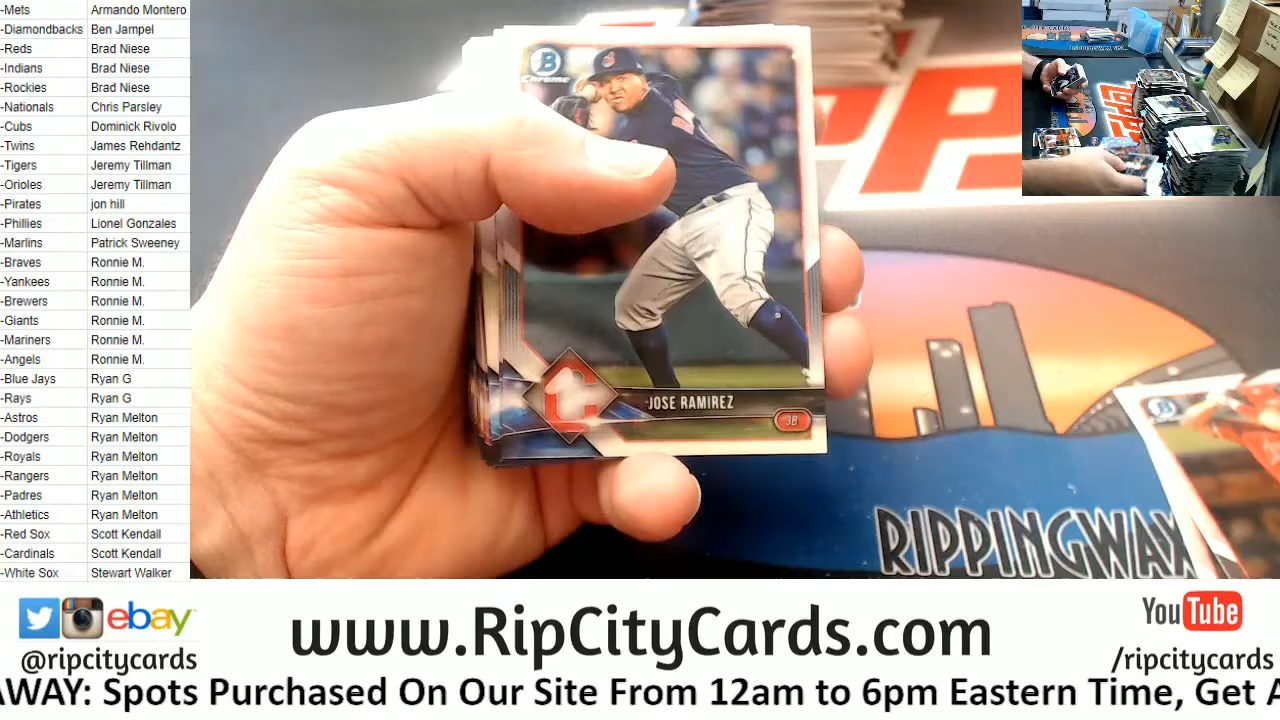 -Mets Armando Montero
-Diamondbacks Ben Jampel
-Reds Brad Niese
-Indians Brad Niese
-Rockies Brad Niese
-Nationals Chris Parsley
-Cubs Dominick Rivolo
-Twins James Rehdantz
-Tigers Jeremy Tillman
-Orioles Jeremy Tillman
-Pirates jon hill
-Phillies Lionel Gonzales
-Marlins Patrick Sweeney
-Braves Ronnie M.
-Yankees Ronnie M.
-Brewers Ronnie M.
-Giants Ronnie M.
-Mariners Ronnie M.
-Angels Ronnie M.
-Blue Jays Ryan G
-Rays Ryan G
-Astros Ryan Melton
-Dodgers Ryan Melton
-Royals Ryan Melton
-Rangers Ryan Melton
-Padres Ryan Melton
-Athletics Ryan Melton
-Red Sox Scott Kendall
-Cardinals Scott Kendall
-White Sox Stewart Walker
B
Chrome
C
JOSE RAMIREZ
3B
RIPPINGWAX
TOPPS
ebay
@ripcitycards
www.RipCityCards.com
YouTube
/ripcitycards
AWAY: Spots Purchased On Our Site From 12am to 6pm Eastern Time, Get A